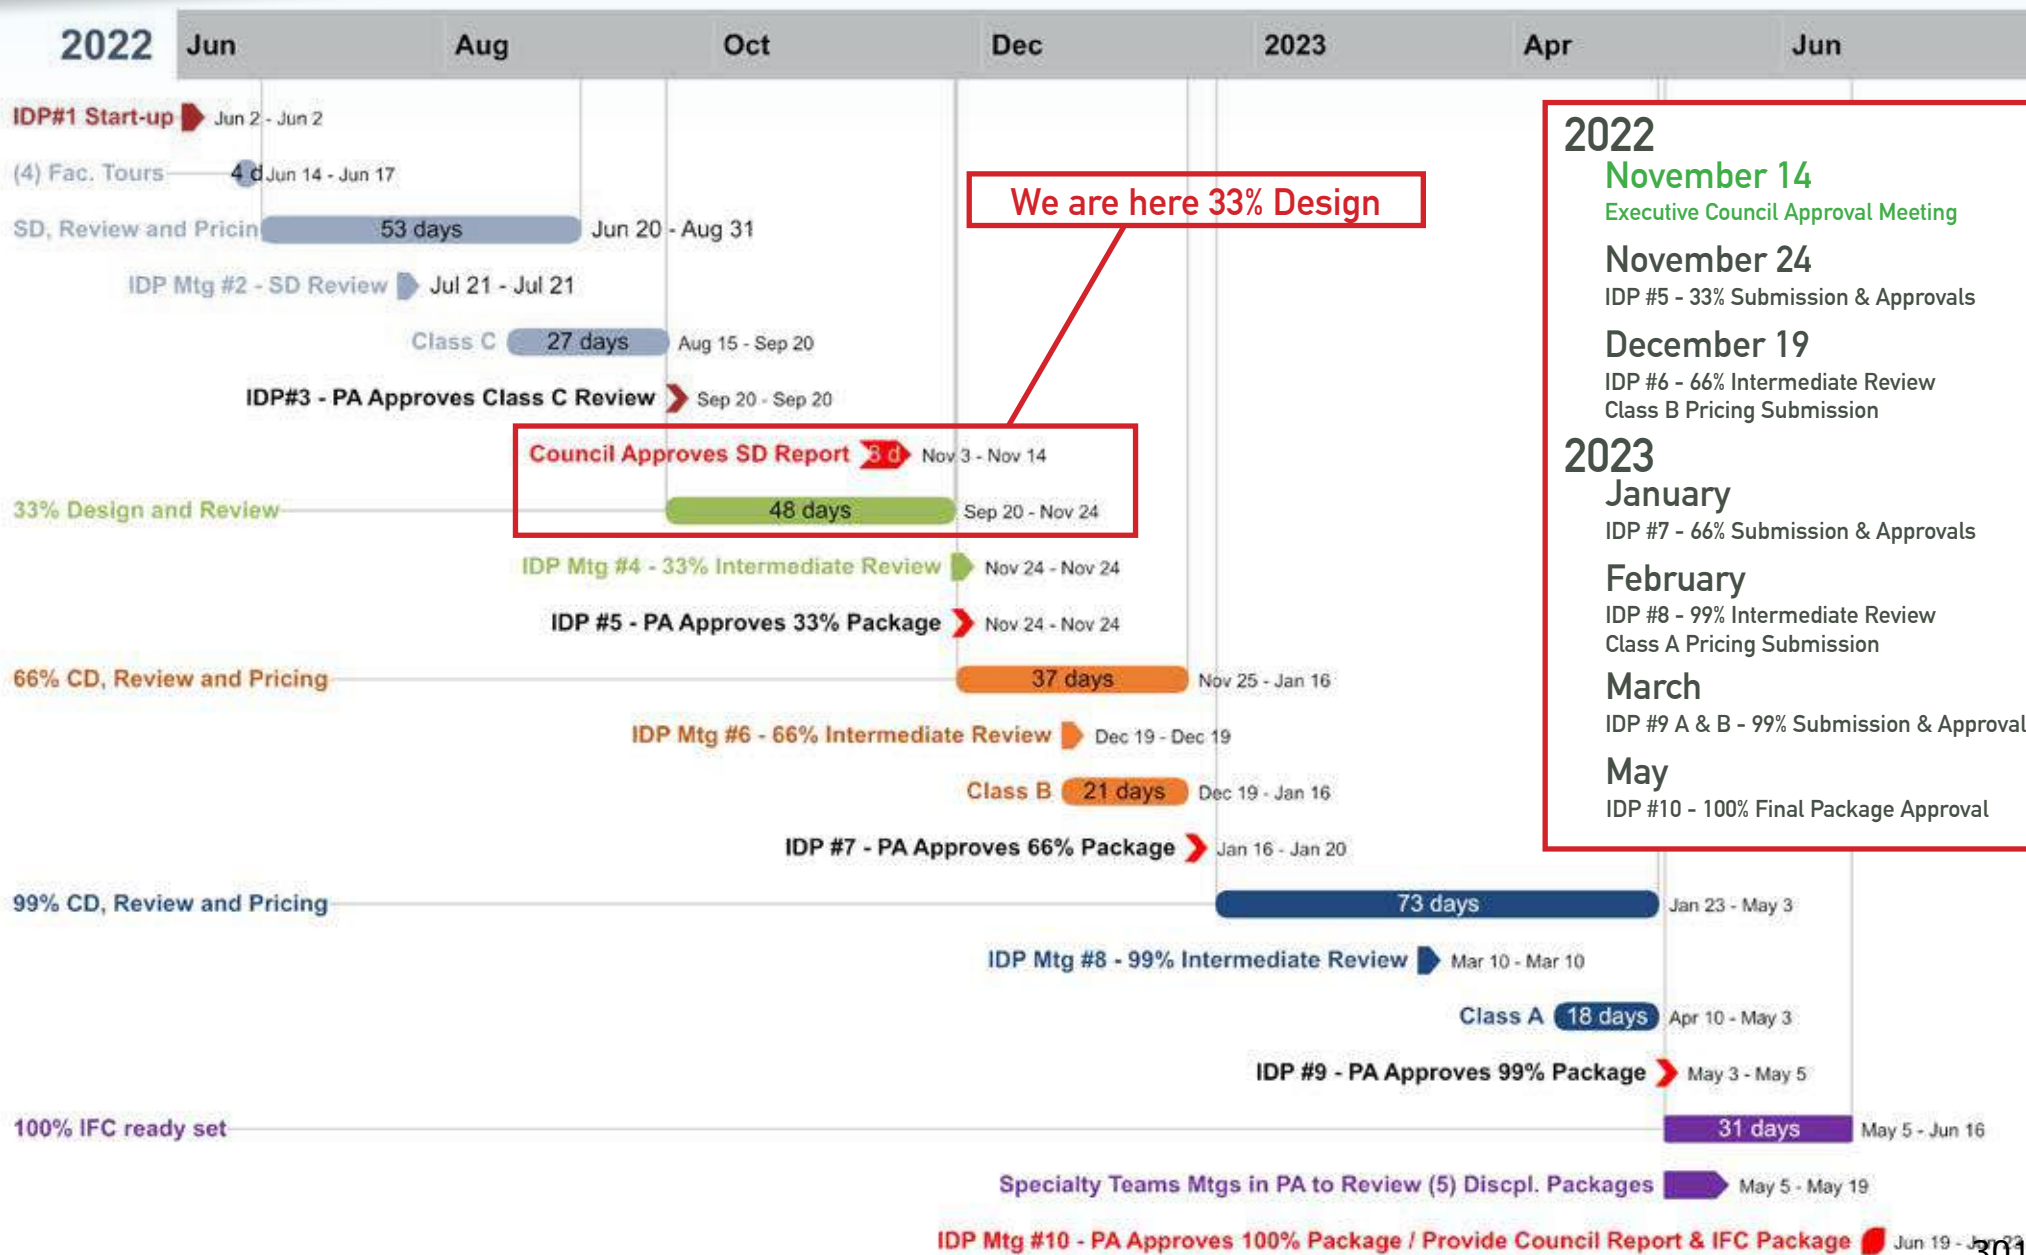 2022 Jun Aug Oct Dec 2023 Apr Jun
IDP#1 Start-up Jun 2 - Jun 2
(4) Fac. Tours 4 d Jun 14 - Jun 17
SD, Review and Pricin 53 days Jun 20 - Aug 31
IDP Mtg #2 - SD Review Jul 21 - Jul 21
Class C 27 days Aug 15 - Sep 20
IDP#3 - PA Approves Class C Review Sep 20 - Sep 20
We are here 33% Design
Council Approves SD Report 8 d Nov 3 - Nov 14
33% Design and Review 48 days Sep 20 - Nov 24
IDP Mtg #4 - 33% Intermediate Review Nov 24 - Nov 24
IDP #5 - PA Approves 33% Package Nov 24 - Nov 24
66% CD, Review and Pricing 37 days Nov 25 - Jan 16
IDP Mtg #6 - 66% Intermediate Review Dec 19 - Dec 19
Class B 21 days Dec 19 - Jan 16
IDP #7 - PA Approves 66% Package Jan 16 - Jan 20
99% CD, Review and Pricing 73 days Jan 23 - May 3
IDP Mtg #8 - 99% Intermediate Review Mar 10 - Mar 10
Class A 18 days Apr 10 - May 3
IDP #9 - PA Approves 99% Package May 3 - May 5
100% IFC ready set 31 days May 5 - Jun 16
Specialty Teams Mtgs in PA to Review (5) Discpl. Packages May 5 - May 19
IDP Mtg #10 - PA Approves 100% Package / Provide Council Report & IFC Package Jun 19 -
2022
November 14
Executive Council Approval Meeting
November 24
IDP #5 - 33% Submission & Approvals
December 19
IDP #6 - 66% Intermediate Review
Class B Pricing Submission
2023
January
IDP #7 - 66% Submission & Approvals
February
IDP #8 - 99% Intermediate Review
Class A Pricing Submission
March
IDP #9 A & B - 99% Submission & Approval
May
IDP #10 - 100% Final Package Approval